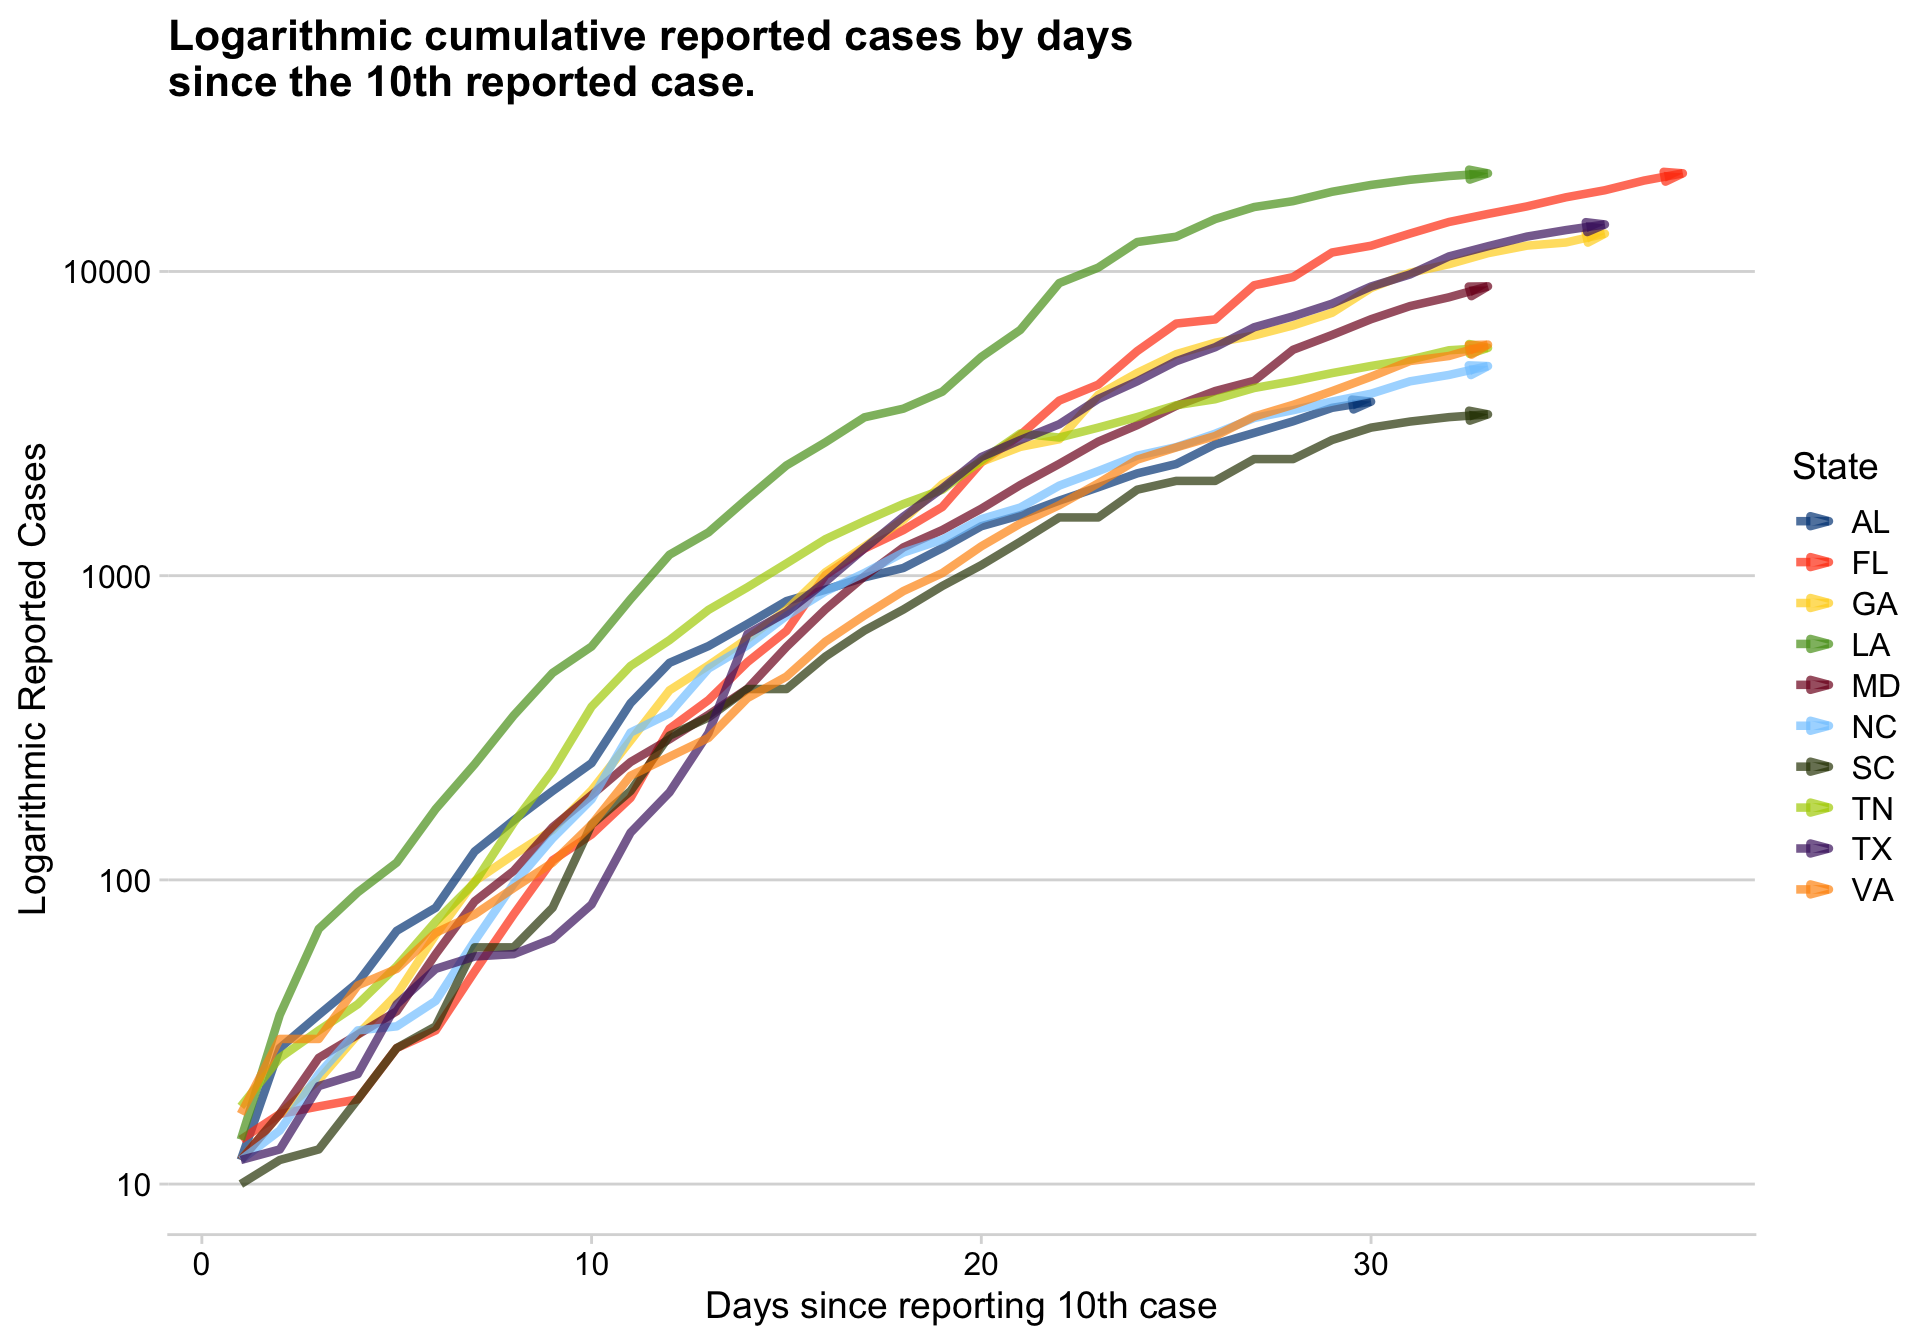 Logarithmic cumulative reported cases by days
since the 10th reported case.
Logarithmic Reported Cases
10000
1000
100
10
0
10
20
30
Days since reporting 10th case
State
AL
FL
GA
LA
MD
NC
SC
TN
TX
VA